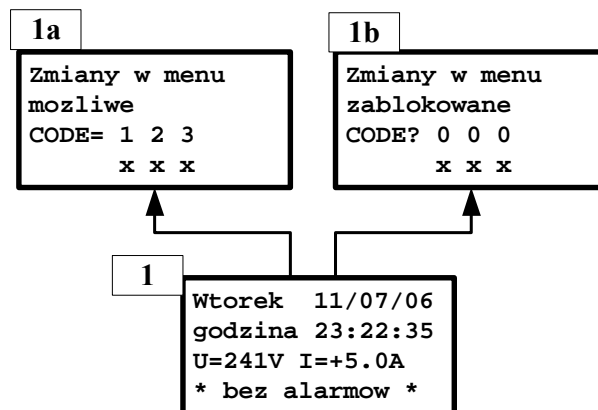 1a
Zmiany w menu
mozliwe
CODE= 1 2 3
x x x
1b
Zmiany w menu
zablokowane
CODE? 0 0 0
x x x
1
Wtorek 11/07/06
godzina 23:22:35
U=241V I=+5.0A
* bez alarmow *